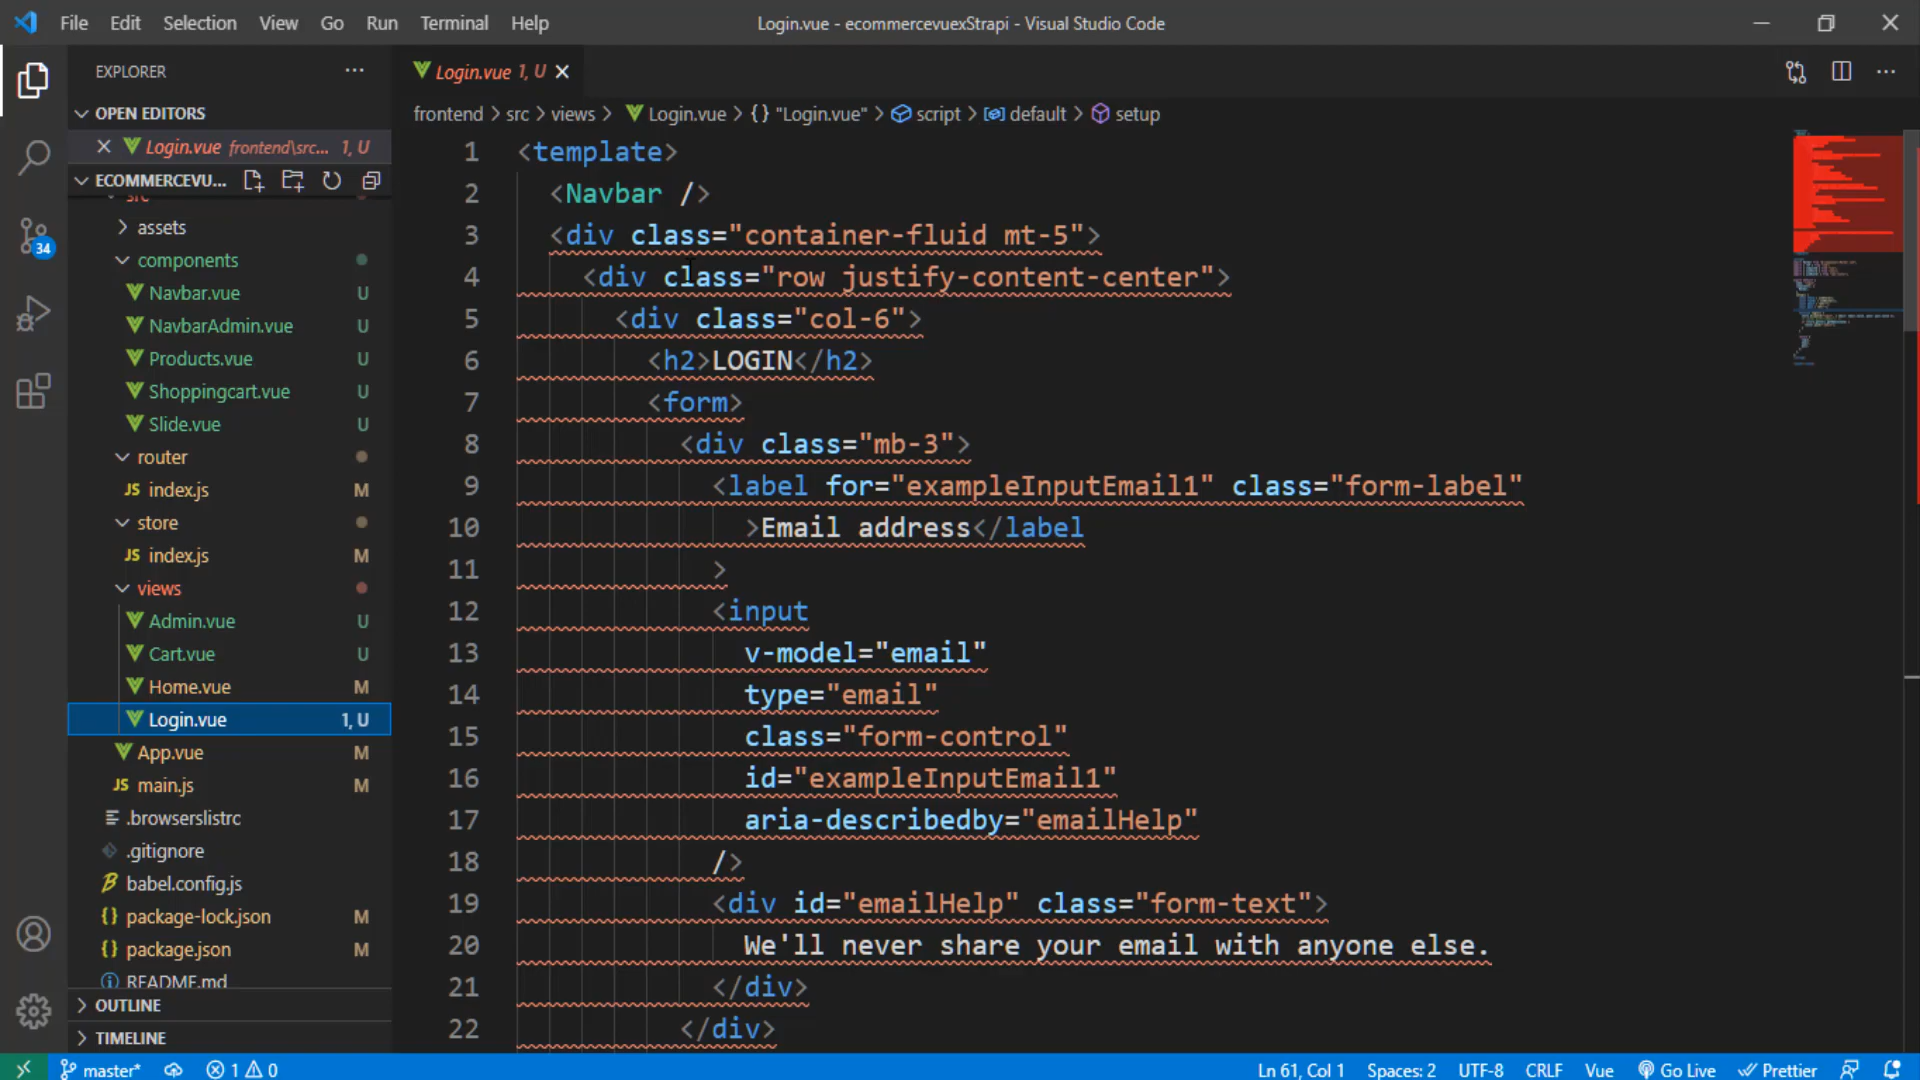 File Edit Selection View Go Run Terminal Help
Login.vue - ecommercevuexStrapi - Visual Studio Code
EXPLORER
OPEN EDITORS
Login.vue frontend\src... 1, U
ECOMMERCEVU...
src
assets
components
Navbar.vue U
NavbarAdmin.vue U
Products.vue U
Shoppingcart.vue U
Slide.vue U
router
JS index.js M
store
JS index.js M
views
Admin.vue U
Cart.vue U
Home.vue M
Login.vue 1, U
App.vue M
JS main.js M
.browserslistrc
.gitignore
babel.config.js
{} package-lock.json M
{} package.json M
README.md
OUTLINE
TIMELINE
34
Login.vue 1, U
frontend > src > views > Login.vue > {} "Login.vue" > script > default > setup
1 <template>
2 <Navbar />
3 <div class="container-fluid mt-5">
4 <div class="row justify-content-center">
5 <div class="col-6">
6 <h2>LOGIN</h2>
7 <form>
8 <div class="mb-3">
9 <label for="exampleInputEmail1" class="form-label"
10 >Email address</label
11 >
12 <input
13 v-model="email"
14 type="email"
15 class="form-control"
16 id="exampleInputEmail1"
17 aria-describedby="emailHelp"
18 />
19 <div id="emailHelp" class="form-text">
20 We'll never share your email with anyone else.
21 </div>
22 </div>
master* 1 0 Ln 61, Col 1 Spaces: 2 UTF-8 CRLF Vue Go Live Prettier